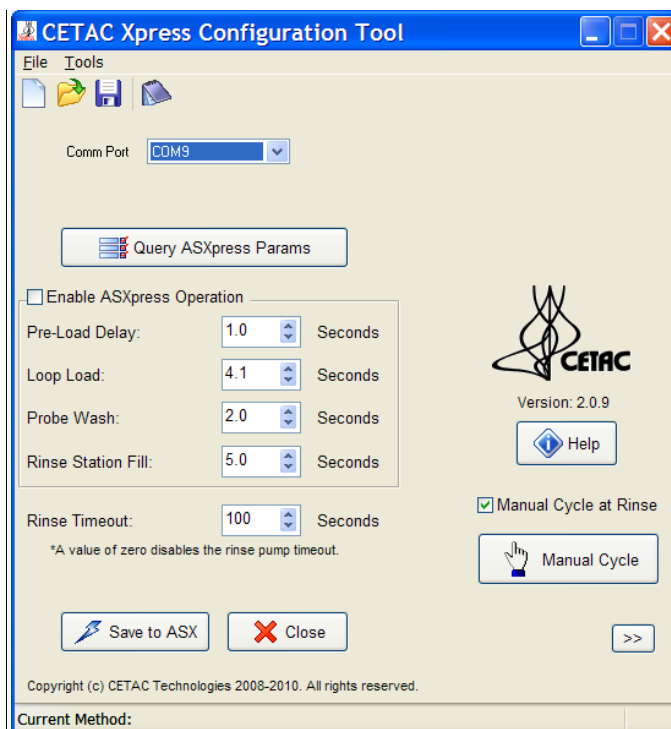 CETAC Xpress Configuration Tool
File Tools
Comm Port COM9
Query ASXpress Params
Enable ASXpress Operation
Pre-Load Delay: 1.0 Seconds
Loop Load: 4.1 Seconds
Probe Wash: 2.0 Seconds
Rinse Station Fill: 5.0 Seconds
CETAC
Version: 2.0.9
Help
Rinse Timeout: 100 Seconds
*A value of zero disables the rinse pump timeout.
Manual Cycle at Rinse
Manual Cycle
Save to ASX Close >>
Copyright (c) CETAC Technologies 2008-2010. All rights reserved.
Current Method: